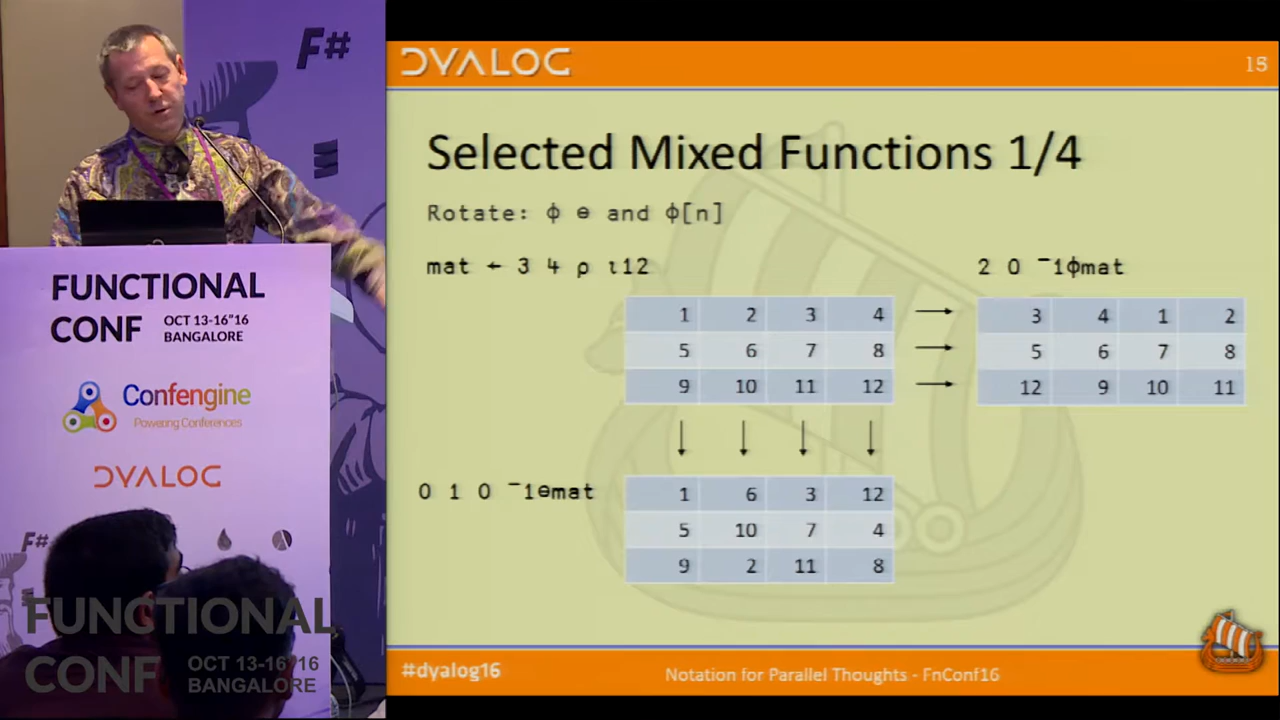 F#
FUNCTIONAL
CONF
OCT 13-16"16
BANGALORE
Confengine
Powering Conferences
DYALOG
F#
FUNCTIONAL
CONF
OCT 13-16"16
BANGALORE
DYALOG
15
Selected Mixed Functions 1/4
Rotate: ⌽ ⊖ and ⌽[n]
mat ← 3 4 ⍴ ⍳12
2 0 ¯1⌽mat
1 2 3 4
5 6 7 8
9 10 11 12
3 4 1 2
5 6 7 8
12 9 10 11
0 1 0 ¯1⊖mat
1 6 3 12
5 10 7 4
9 2 11 8
#dyalog16
Notation for Parallel Thoughts - FnConf16